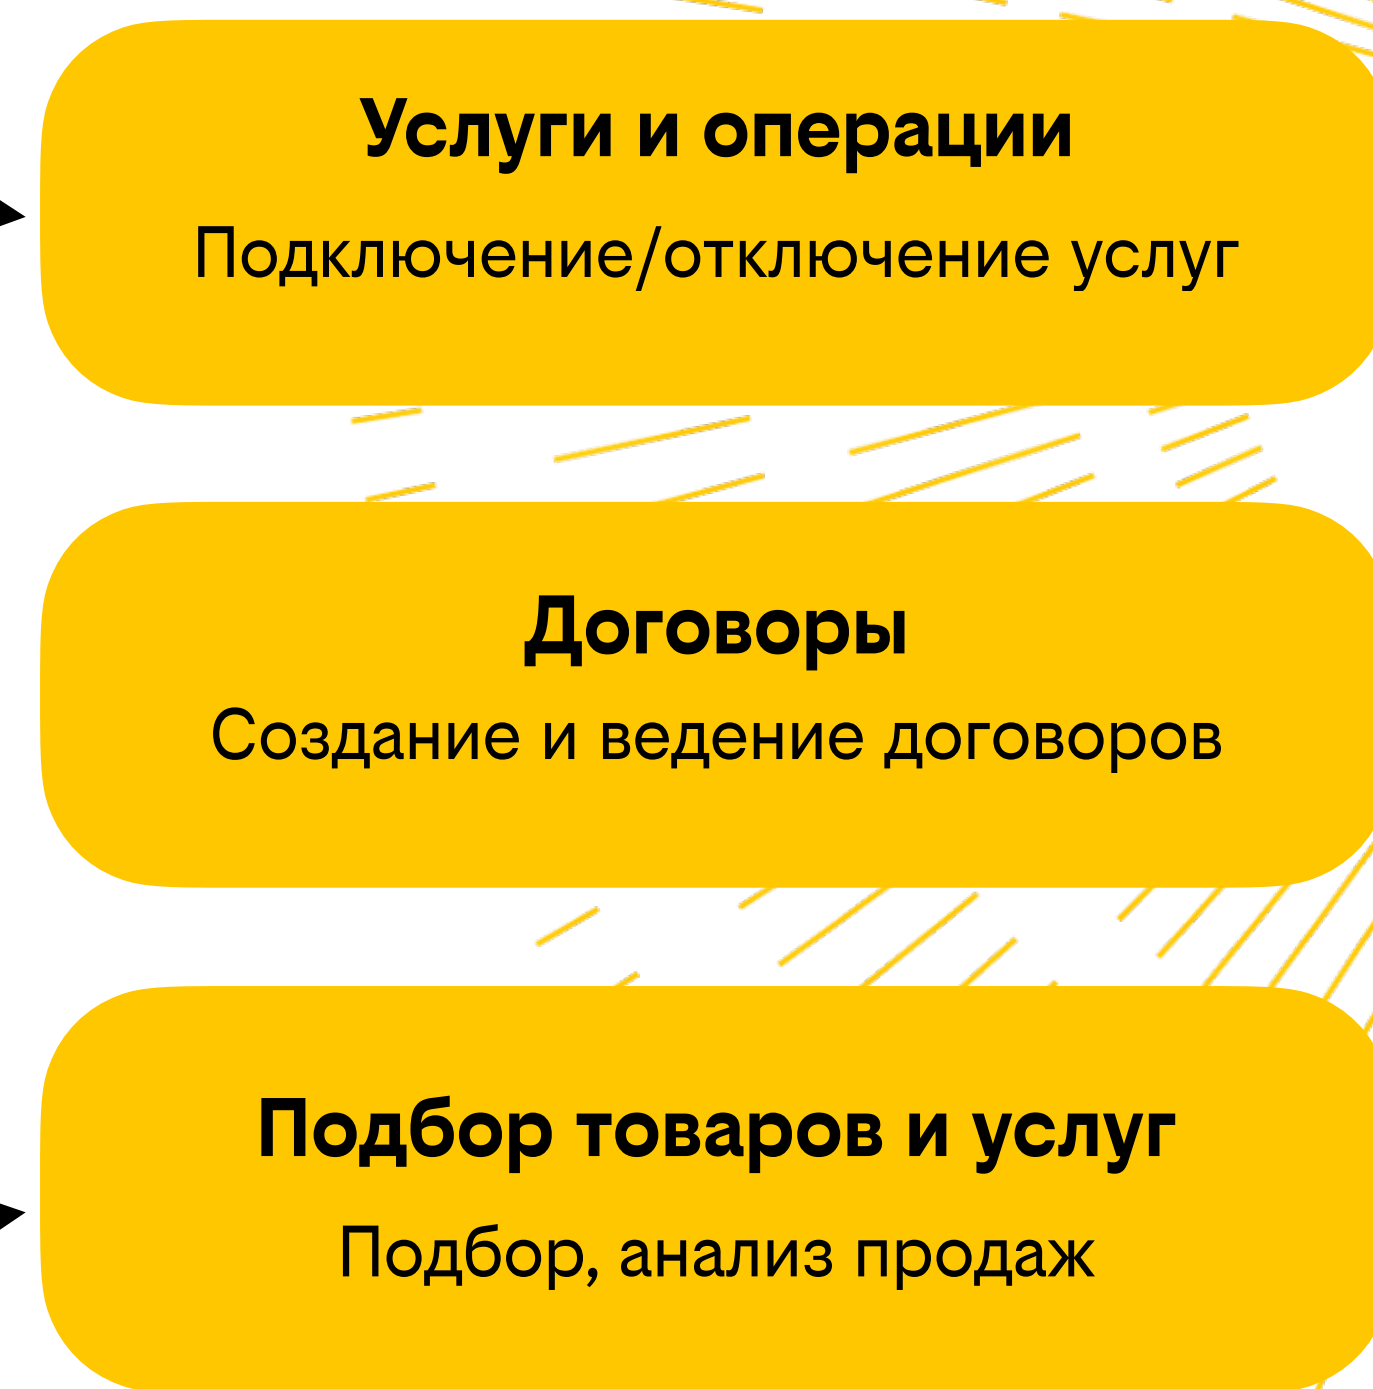 Услуги и операции
Подключение/отключение услуг
Договоры
Создание и ведение договоров
Подбор товаров и услуг
Подбор, анализ продаж